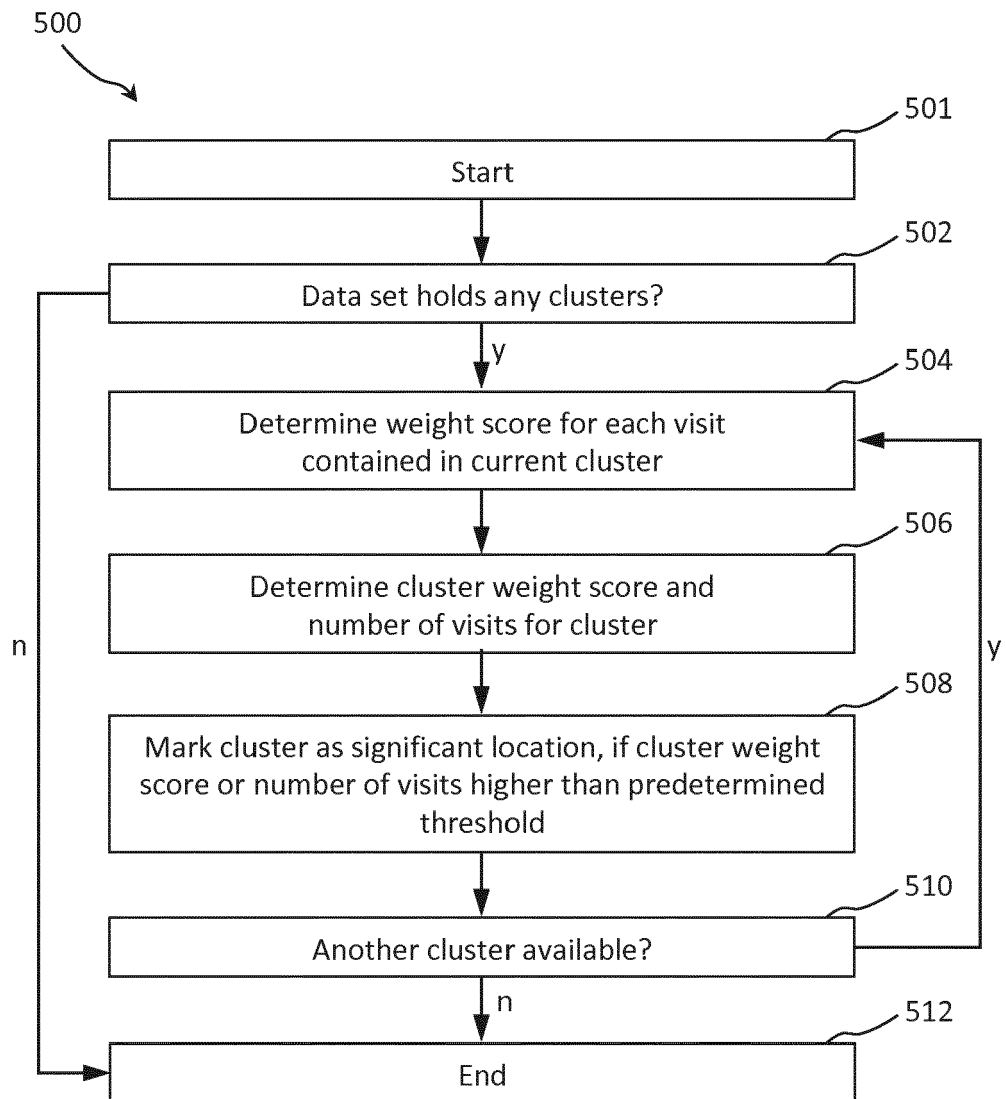 500
501
Start
502
Data set holds any clusters?
y
504
Determine weight score for each visit
contained in current cluster
506
Determine cluster weight score and
number of visits for cluster
n
y
508
Mark cluster as significant location, if cluster weight
score or number of visits higher than predetermined
threshold
510
Another cluster available?
n
512
End